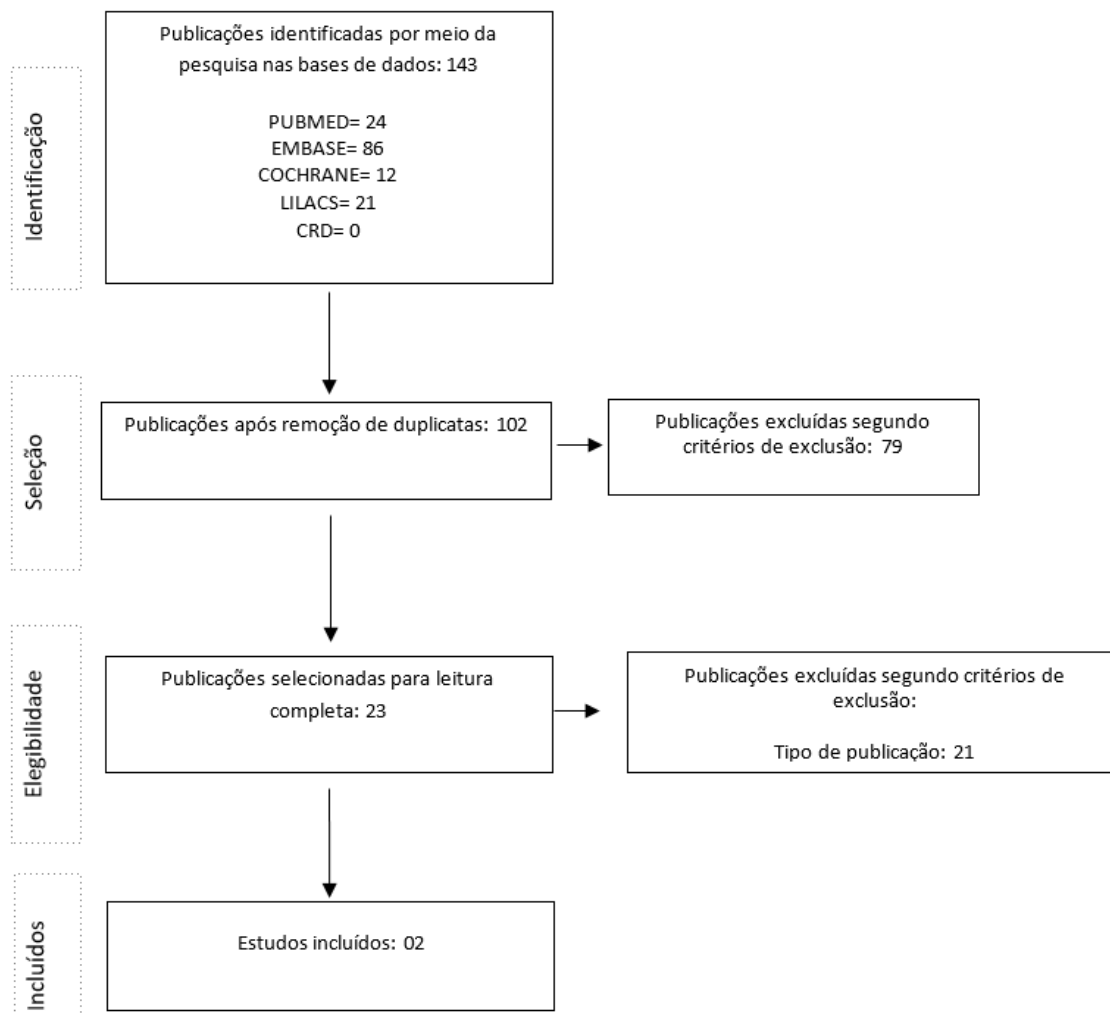 Identificação
Publicações identificadas por meio da
pesquisa nas bases de dados: 143
PUBMED= 24
EMBASE= 86
COCHRANE= 12
LILACS= 21
CRD= 0
Seleção
Publicações após remoção de duplicatas: 102
Publicações excluídas segundo
critérios de exclusão: 79
Elegibilidade
Publicações selecionadas para leitura
completa: 23
Publicações excluídas segundo critérios de
exclusão:
Tipo de publicação: 21
Incluídos
Estudos incluídos: 02